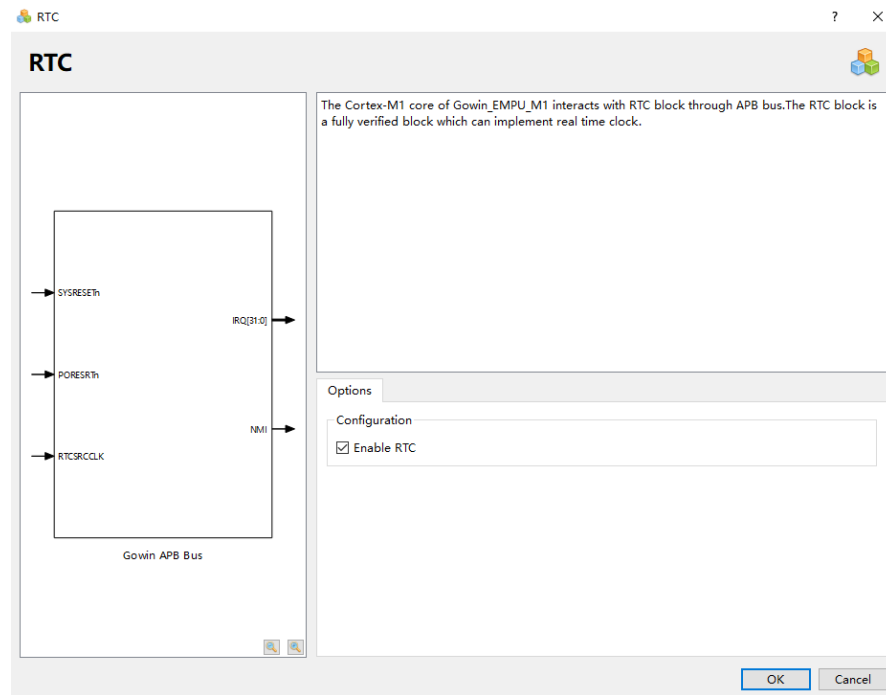 RTC
RTC
The Cortex-M1 core of Gowin_EMPU_M1 interacts with RTC block through APB bus.The RTC block is
a fully verified block which can implement real time clock.
SYSRESETn
IRQ[31:0]
PORESRTn
NMI
RTCSRCCLK
Gowin APB Bus
Options
Configuration
Enable RTC
OK
Cancel